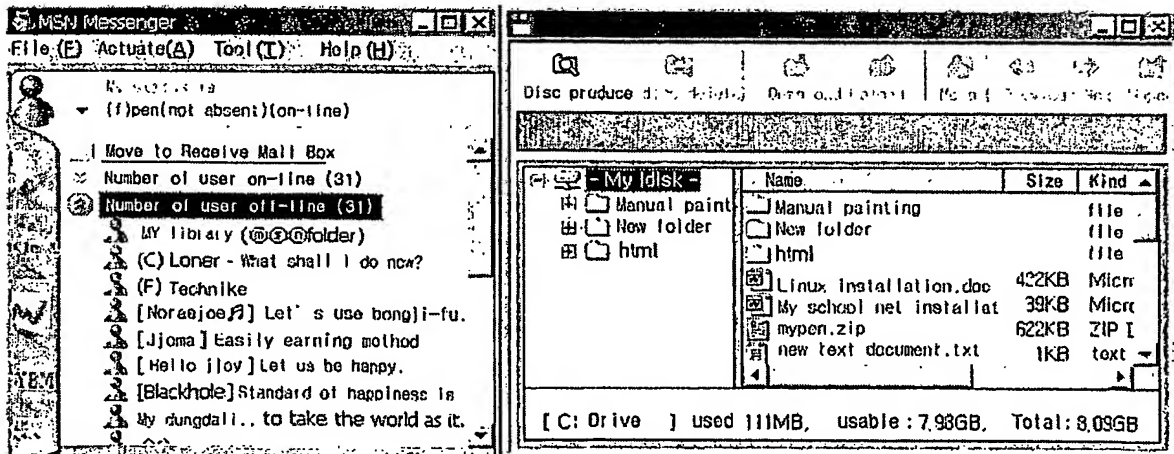 MSN Messenger
File (F) Actuate(A) Tool(T) Help(H)
(f)pen(not absent)(on-line)
Move to Receive Mail Box
Number of user on-line (31)
Number of user off-line (31)
MY library (ⓜⓢⓝfolder)
(C) Loner - What shall I do now?
(F) Technike
[Noraejoe♬] Let's use bongji-fu.
[Jjoma] Easily earning mothod
[Hello jloy] Let us be happy.
[Blackhole] Standard of happiness is
My dungdali.. to take the world as it.
Disc produce
- My Idisk -
Manual paint
New folder
html
Name Size Kind
Manual painting file
New folder file
html file
Linux installation.doc 422KB Micr
My school net installat 39KB Micr
mypen.zip 622KB ZIP
new text document.txt 1KB text
[ C: Drive ] used 111MB, usable : 7.98GB, Total: 8,09GB